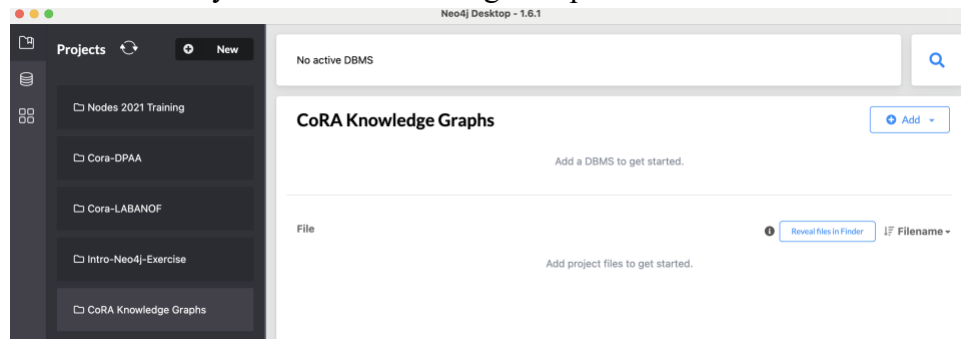 Neo4j Desktop - 1.6.1
Projects
New
No active DBMS
Nodes 2021 Training
Cora-DPAA
Cora-LABANOF
Intro-Neo4j-Exercise
CoRA Knowledge Graphs
CoRA Knowledge Graphs
Add
Add a DBMS to get started.
File
Reveal files in Finder
Filename
Add project files to get started.